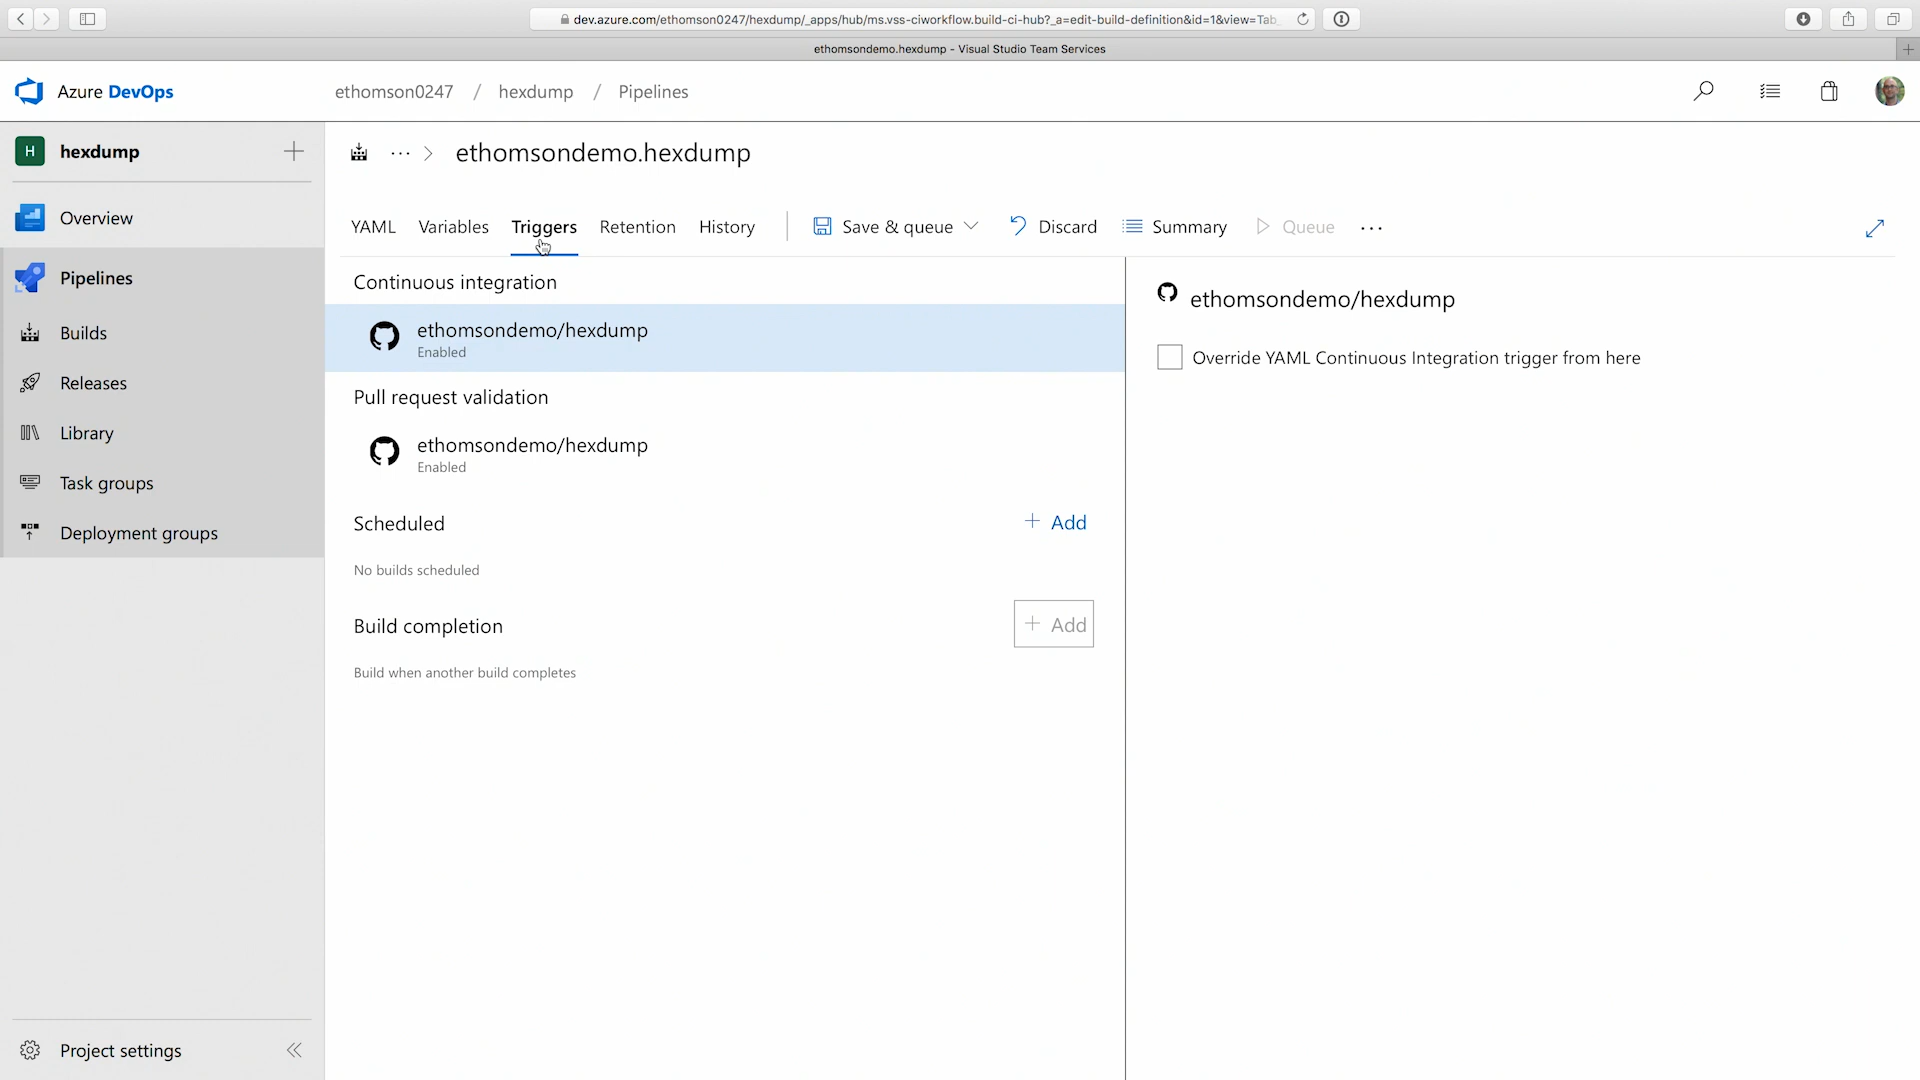 dev.azure.com/ethomson0247/hexdump/_apps/hub/ms.vss-ciworkflow.build-ci-hub?_a=edit-build-definition&id=1&view=Tab_
ethomsondemo.hexdump - Visual Studio Team Services
Azure DevOps
ethomson0247 / hexdump / Pipelines
H hexdump
ethomsondemo.hexdump
Overview
Pipelines
Builds
Releases
Library
Task groups
Deployment groups
Project settings
YAML Variables Triggers Retention History Save & queue Discard Summary Queue ...
Continuous integration
ethomsondemo/hexdump
Enabled
Pull request validation
ethomsondemo/hexdump
Enabled
Scheduled + Add
No builds scheduled
Build completion + Add
Build when another build completes
ethomsondemo/hexdump
Override YAML Continuous Integration trigger from here